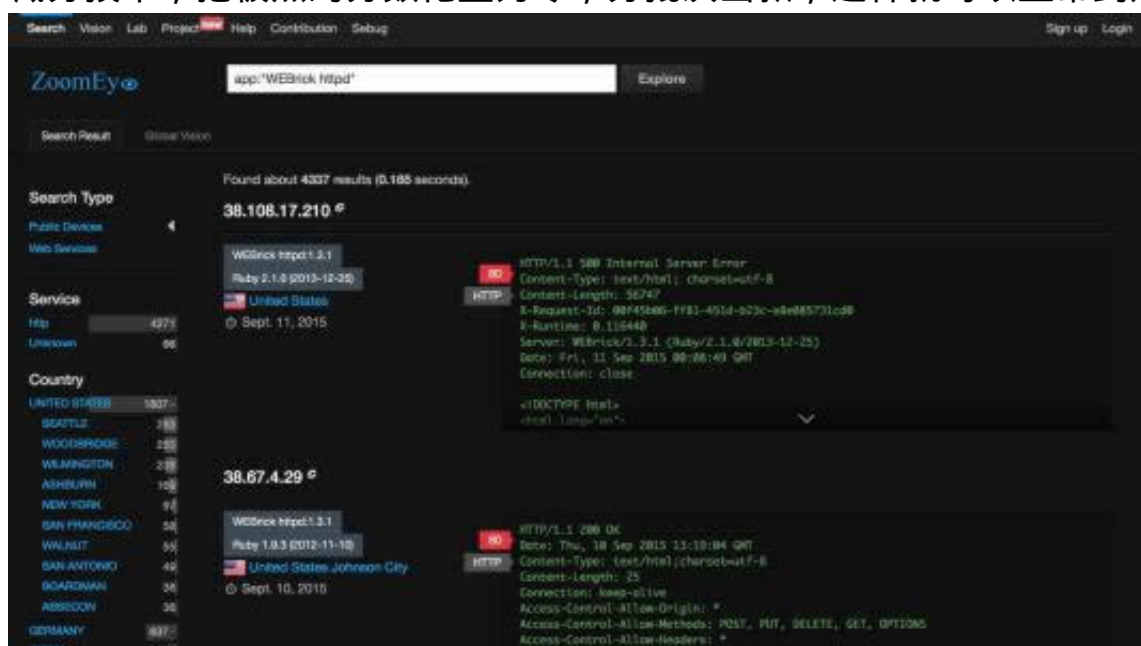 Search Vision Lab Project New Help Contribution Sebug Sign up Login
ZoomEye
app:"WEBrick httpd" Explore
Search Result Global Vision
Found about 4337 results (0.185 seconds).
Search Type
Public Devices
Web Services
38.108.17.210
WEBrick httpd:1.3.1
Ruby 2.1.0 (2013-12-25)
United States
Sept. 11, 2015
80
HTTP
HTTP/1.1 500 Internal Server Error
Content-Type: text/html; charset=utf-8
Content-Length: 56747
X-Runtime: 0.116440
Server: WEBrick/1.3.1 (Ruby/2.1.0/2013-12-25)
Date: Fri, 11 Sep 2015 00:06:49 GMT
Connection: close
<!DOCTYPE html>
<html lang="en">
Service
Http 4271
Unknown 66
Country
UNITED STATES 1807
SEATTLE
WOODBRIDGE
WILMINGTON
ASHBURN
NEW YORK
SAN FRANCISCO 58
WALNUT
SAN ANTONIO 49
BOARDMAN
ABSECON
GERMANY
38.67.4.29
WEBrick httpd:1.3.1
Ruby 1.9.3 (2012-11-10)
United States Johnson City
Sept. 10, 2015
80
HTTP
HTTP/1.1 200 OK
Date: Thu, 10 Sep 2015 13:10:04 GMT
Content-Type: text/html;charset=utf-8
Content-Length: 25
Connection: keep-alive
Access-Control-Allow-Origin: *
Access-Control-Allow-Methods: POST, PUT, DELETE, GET, OPTIONS
Access-Control-Allow-Headers: *